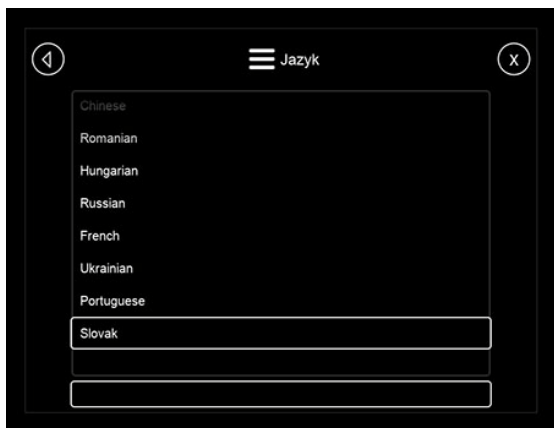 Jazyk
X
Chinese
Romanian
Hungarian
Russian
French
Ukrainian
Portuguese
Slovak